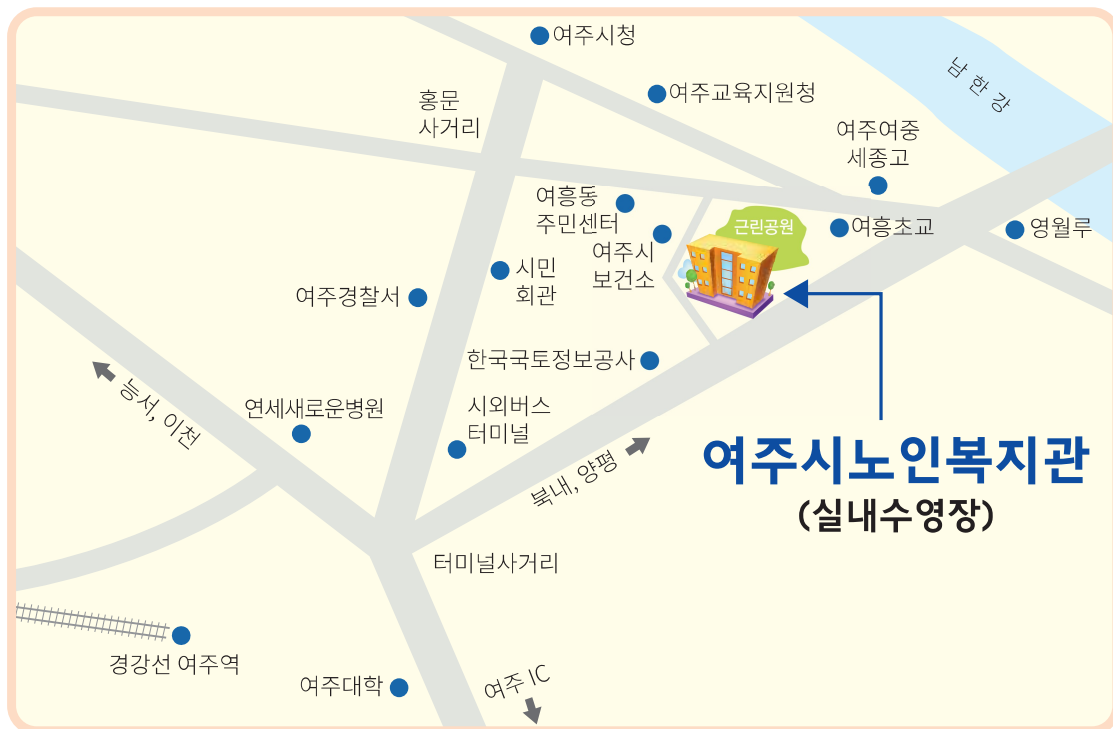 여주시청
여주교육지원청
남한강
홍문
사거리
여주여중
세종고
여흥동
주민센터
근린공원
여흥초교
영월루
여주시
보건소
시민
회관
여주경찰서
한국국토정보공사
능서, 이천
연세새로운병원
시외버스
터미널
북내, 양평
여주시노인복지관
(실내수영장)
터미널사거리
경강선 여주역
여주대학
여주 IC